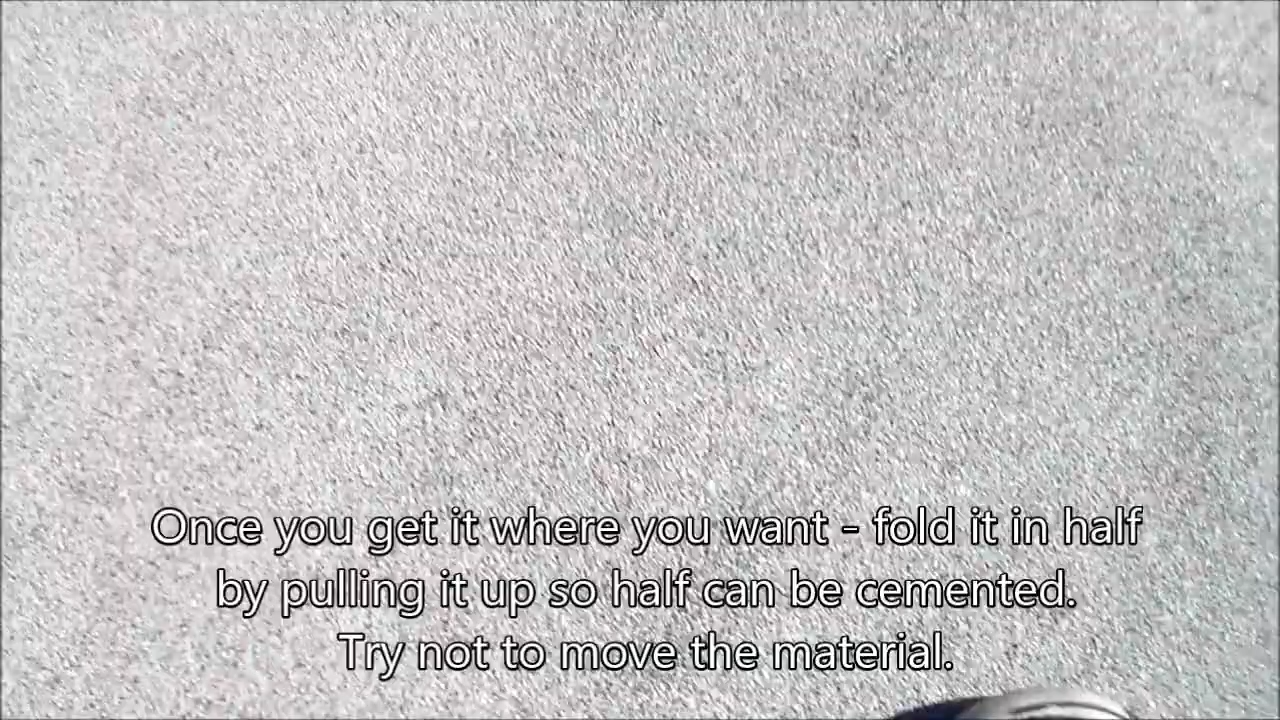 Once you get it where you want - fold it in half
by pulling it up so half can be cemented.
Try not to move the material.